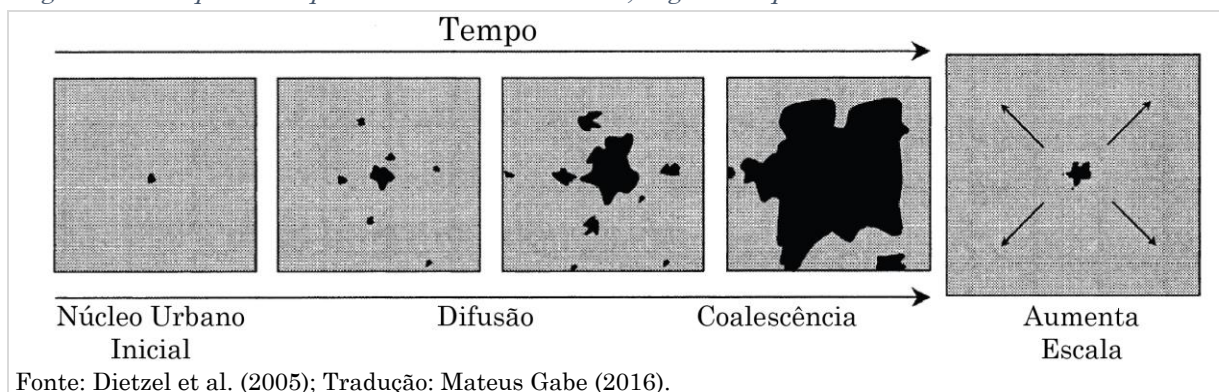 Tempo
Núcleo Urbano
Inicial
Difusão
Coalescência
Aumenta
Escala
Fonte: Dietzel et al. (2005); Tradução: Mateus Gabe (2016).